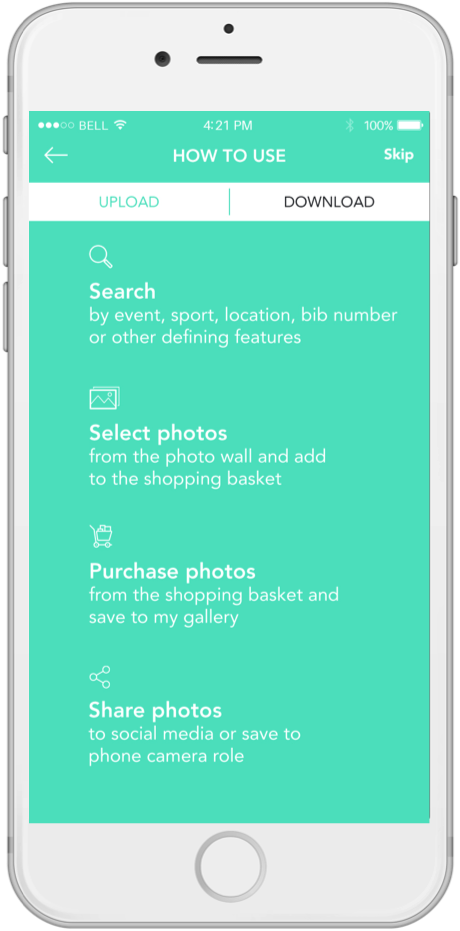 BELL 4:21 PM 100%
HOW TO USE Skip
UPLOAD DOWNLOAD
Search
by event, sport, location, bib number
or other defining features
Select photos
from the photo wall and add
to the shopping basket
Purchase photos
from the shopping basket and
save to my gallery
Share photos
to social media or save to
phone camera role